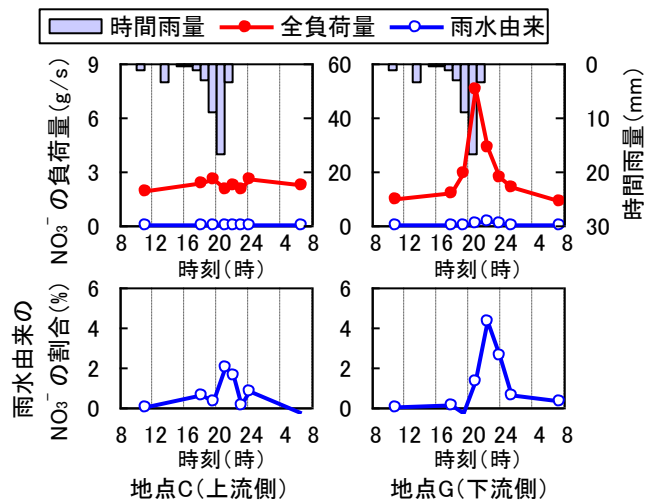 時間雨量 全負荷量 雨水由来
NO₃⁻ の負荷量(g/s)
9
6
3
0
8 12 16 20 24 4 8
時刻(時)
60
40
20
0
8 12 16 20 24 4 8
時刻(時)
0
10
20
30
時間雨量
(mm)
雨水由来の
NO₃⁻ の割合(%)
6
4
2
0
8 12 16 20 24 4 8
時刻(時)
地点C(上流側)
6
4
2
0
8 12 16 20 24 4 8
時刻(時)
地点G(下流側)